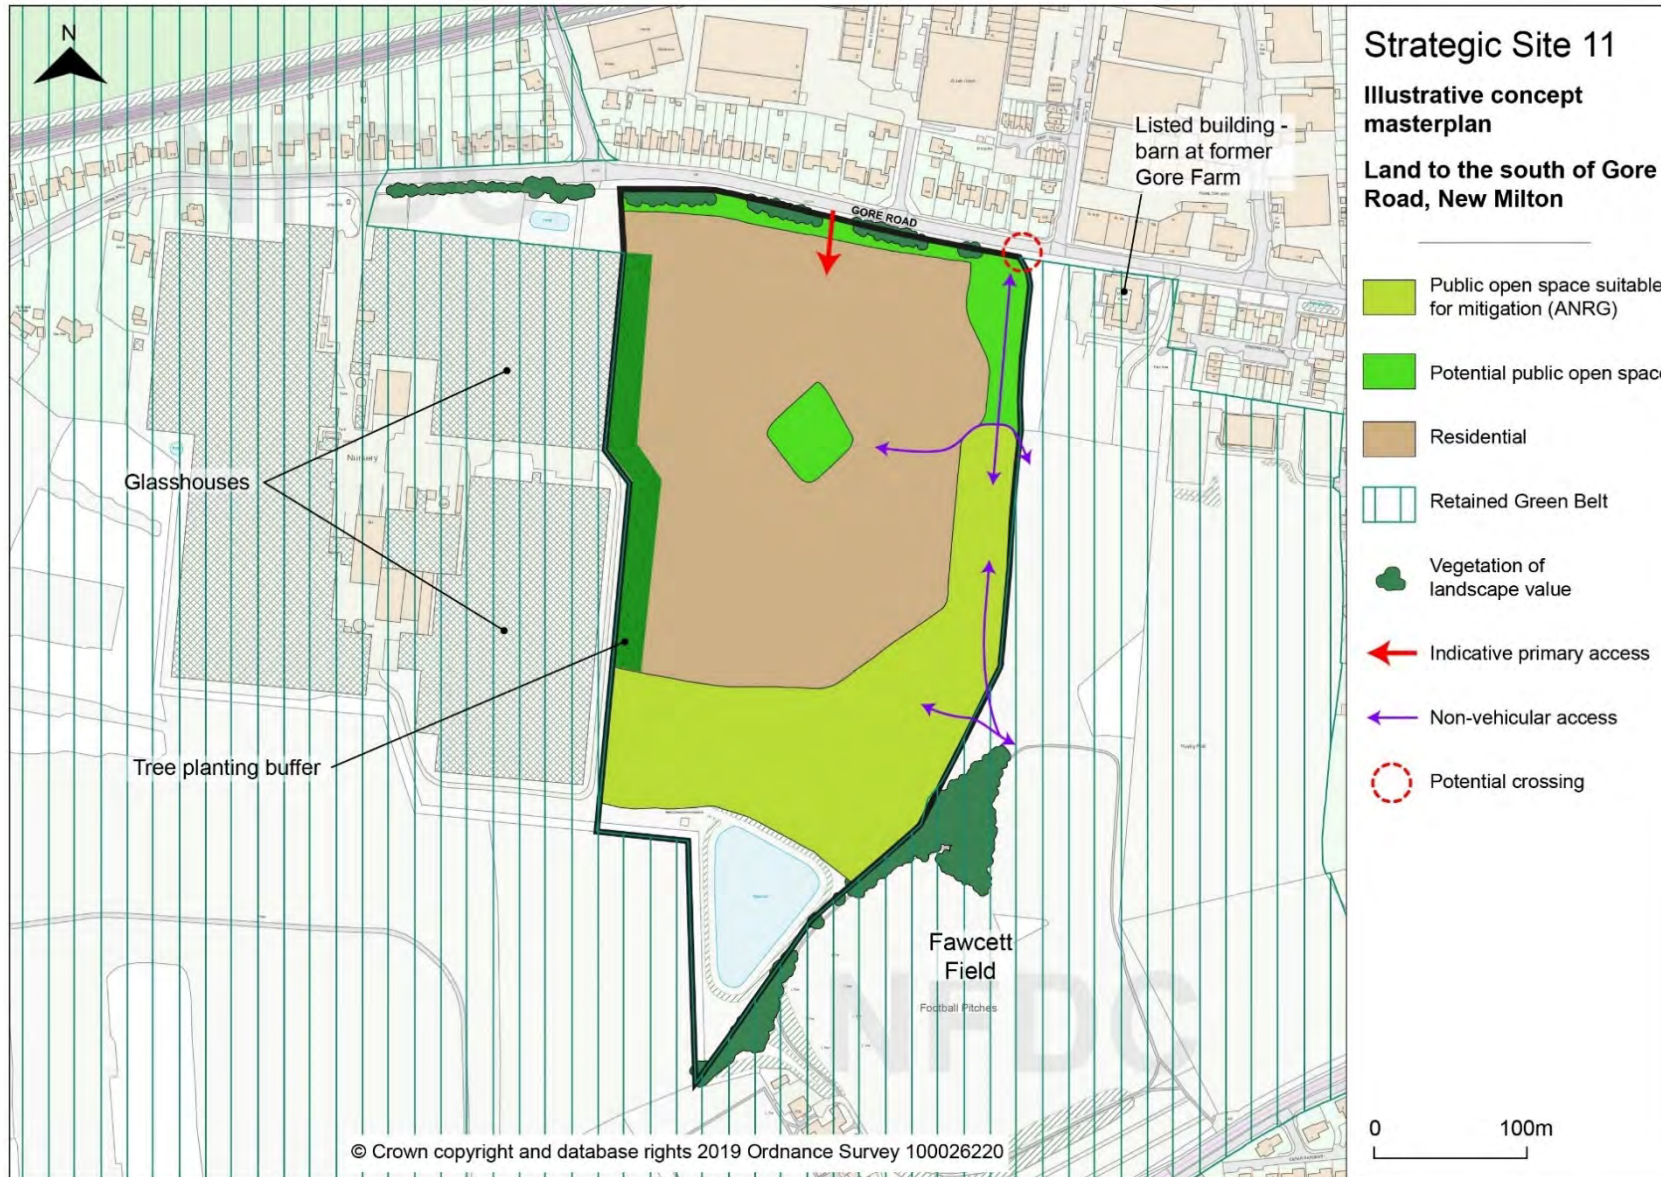 N
NFDC
Listed building -
barn at former
Gore Farm
GORE ROAD
Glasshouses
Nursery
Tree planting buffer
Fawcett
Field
Football Pitches
NFDC
© Crown copyright and database rights 2019 Ordnance Survey 100026220
Strategic Site 11
Illustrative concept
masterplan
Land to the south of Gore
Road, New Milton
Public open space suitable
for mitigation (ANRG)
Potential public open space
Residential
Retained Green Belt
Vegetation of
landscape value
Indicative primary access
Non-vehicular access
Potential crossing
0 100m